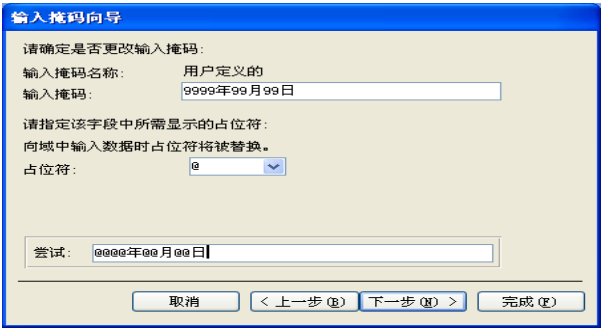 输入掩码向导
请确定是否更改输入掩码:
输入掩码名称: 用户定义的
输入掩码: 9999年99月99日
请指定该字段中所需显示的占位符:
向域中输入数据时占位符将被替换。
占位符: @
尝试: @@@@年@@月@@日
取消 < 上一步(B) 下一步(N) > 完成(F)